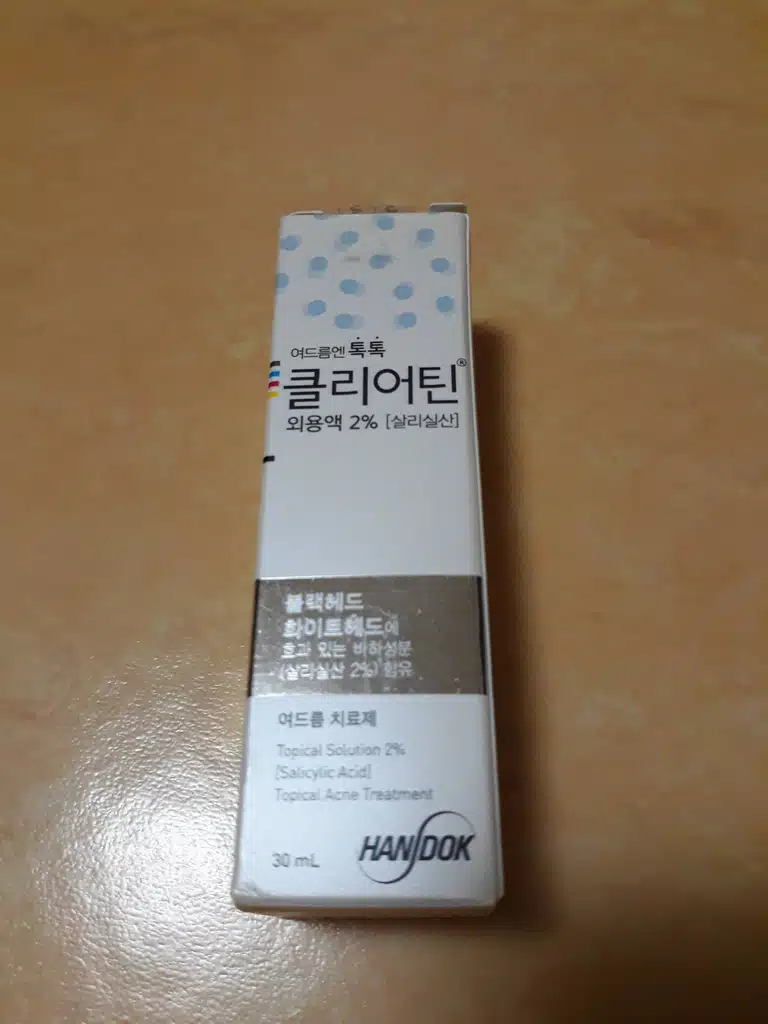 여드름엔 톡톡
클리어틴®
외용액 2% [살리실산]
블랙헤드
화이트헤드에
효과 있는 바하성분
(살리실산 2%) 함유
여드름 치료제
Topical Solution 2%
[Salicylic Acid]
Topical Acne Treatment
30 mL
HANDOK